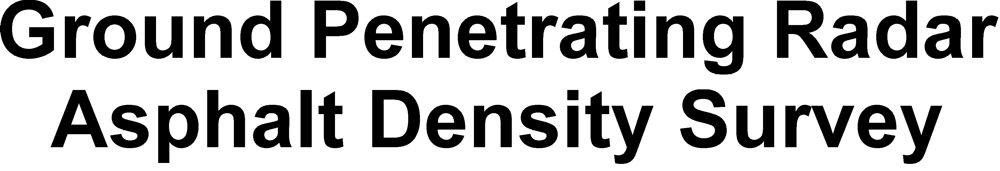 Ground Penetrating Radar
Asphalt Density Survey